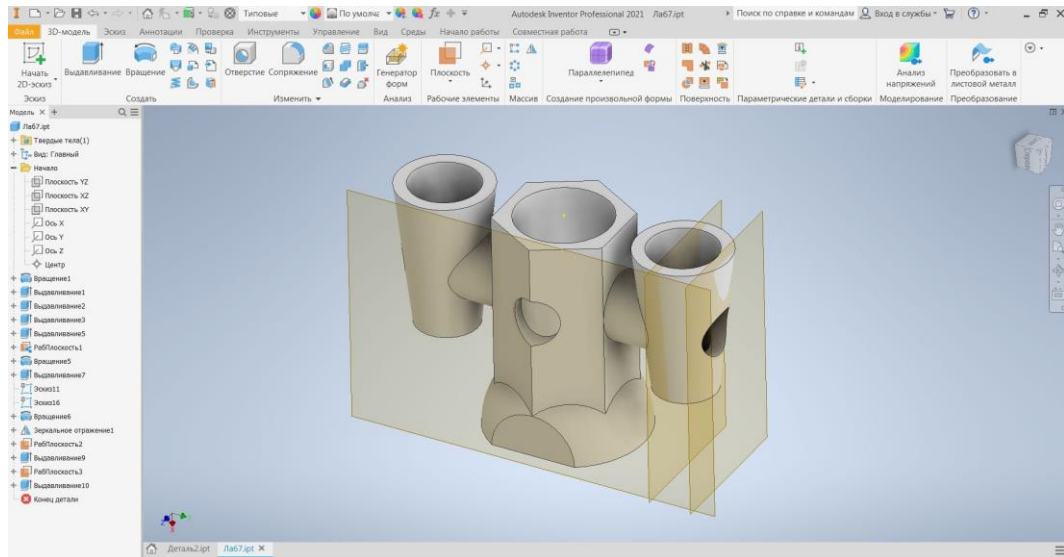 Типовые
По умолч
Autodesk Inventor Professional 2021 Лаб7.ipt
Поиск по справке и командам
Вход в службы
Файл 3D-модель Эскиз Аннотации Проверка Инструменты Управление Вид Среды Начало работы Совместная работа
Начать 2D-эскиз
Выдавливание Вращение
Отверстие Сопряжение
Генератор форм
Плоскость
Параллелепипед
Анализ напряжений
Преобразовать в листовой металл
Эскиз Создать Изменить Анализ Рабочие элементы Массив Создание произвольной формы Поверхность Параметрические детали и сборки Моделирование Преобразование
Модель
Лаб7.ipt
Твердые тела(1)
Вид: Главный
Начало
Плоскость YZ
Плоскость XZ
Плоскость XY
Ось X
Ось Y
Ось Z
Центр
Вращение1
Выдавливание1
Выдавливание2
Выдавливание3
Выдавливание5
РабПлоскость1
Вращение5
Выдавливание7
Эскиз11
Эскиз16
Вращение6
Зеркальное отражение1
РабПлоскость2
Выдавливание9
РабПлоскость3
Выдавливание10
Конец детали
Деталь2.ipt Лаб7.ipt